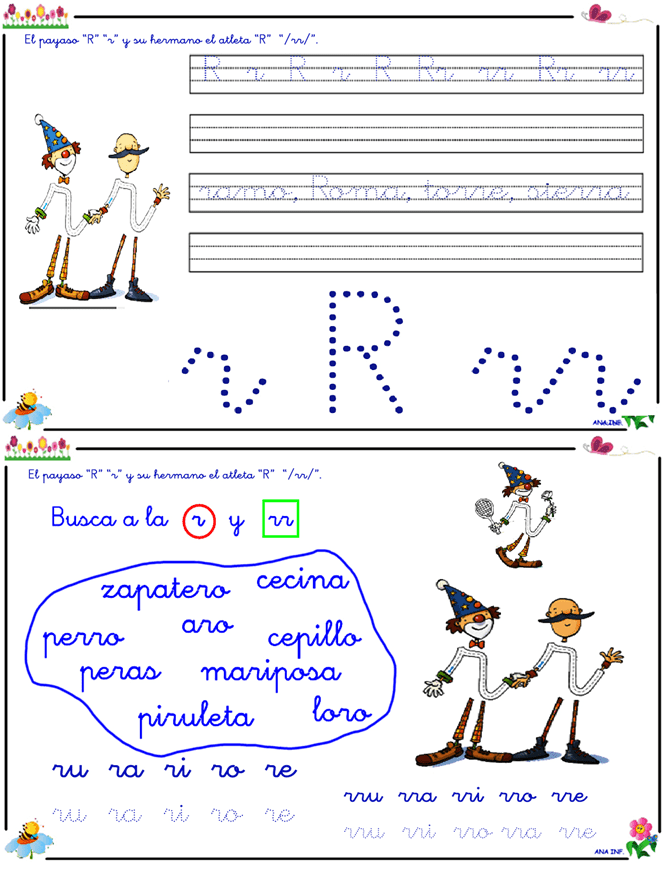 El payaso "R" "r" y su hermano el atleta "R" "/rr/".
R r R r R Rr rr Rr rr
ramo, Roma, torre, sierra
r R rr
ANA INF.
El payaso "R" "r" y su hermano el atleta "R" "/rr/".
Busca a la r y rr
zapatero cecina
perro aro cepillo
peras mariposa
piruleta loro
ru ra ri ro re
ru ra ri ro re
rru rra rri rro rre
rru rri rro rra rre
ANA INF.